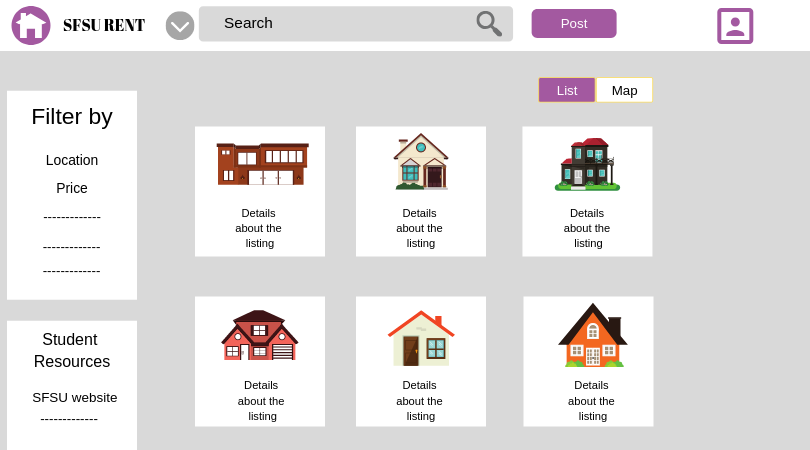 SFSU RENT
Search
Post
List
Map
Filter by
Location
Price
-------------
-------------
-------------
Student
Resources
SFSU website
-------------
Details
about the
listing
Details
about the
listing
Details
about the
listing
Details
about the
listing
Details
about the
listing
Details
about the
listing